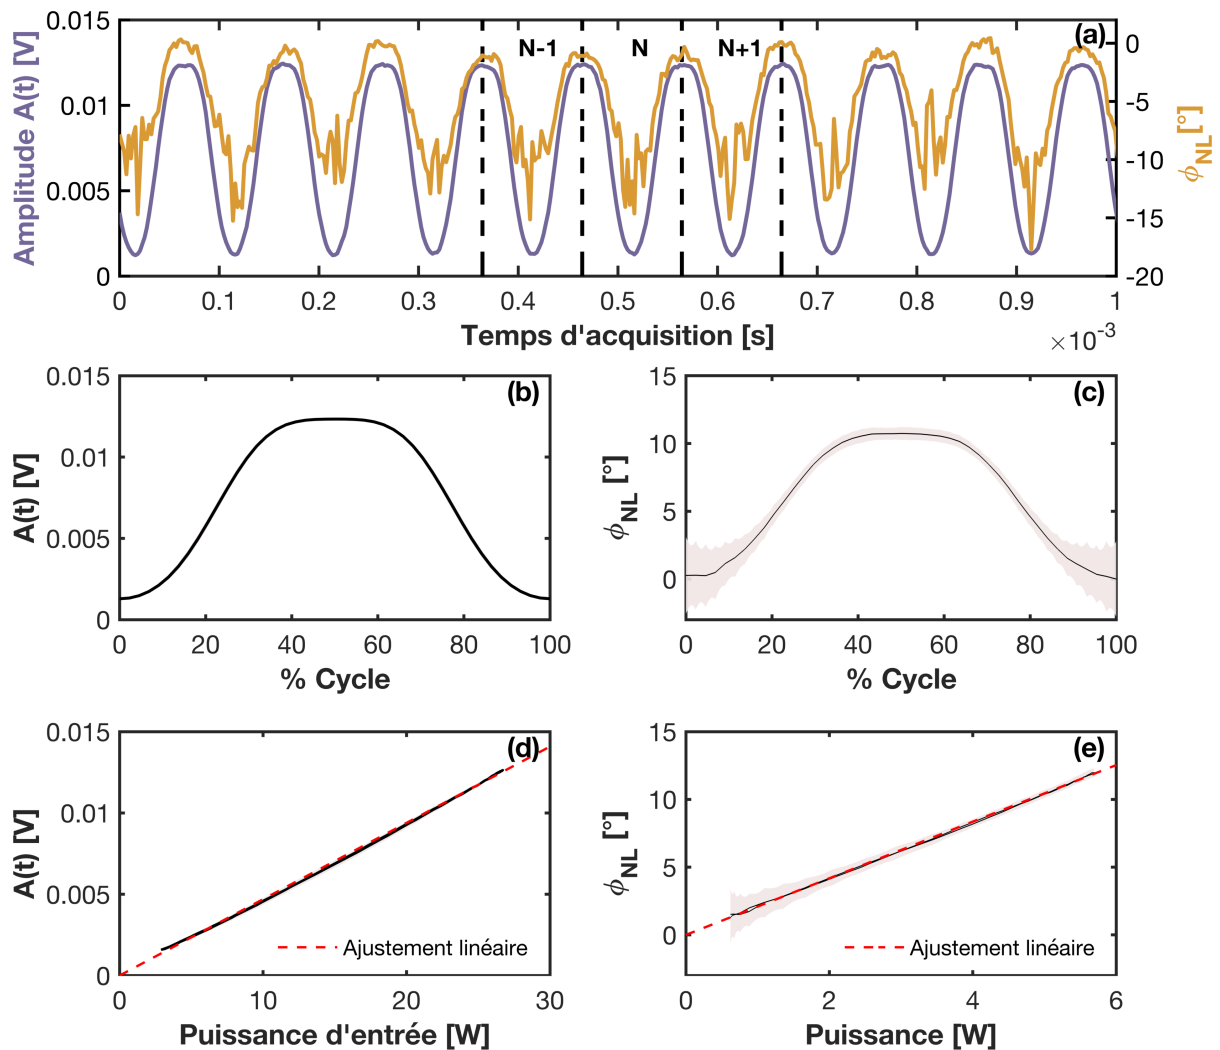 (a)
N-1 N N+1
Amplitude A(t) [V]
0.015
0.01
0.005
0
0
-5
-10
-15
-20
ϕNL[°]
0 0.1 0.2 0.3 0.4 0.5 0.6 0.7 0.8 0.9 1
Temps d'acquisition [s]
×10-3
(b)
A(t) [V]
0.015
0.01
0.005
0
0 20 40 60 80 100
% Cycle
(c)
ϕNL [°]
15
10
5
0
0 20 40 60 80 100
% Cycle
(d)
A(t) [V]
0.015
0.01
0.005
0
Ajustement linéaire
0 10 20 30
Puissance d'entrée [W]
(e)
ϕNL [°]
15
10
5
0
Ajustement linéaire
0 2 4 6
Puissance [W]